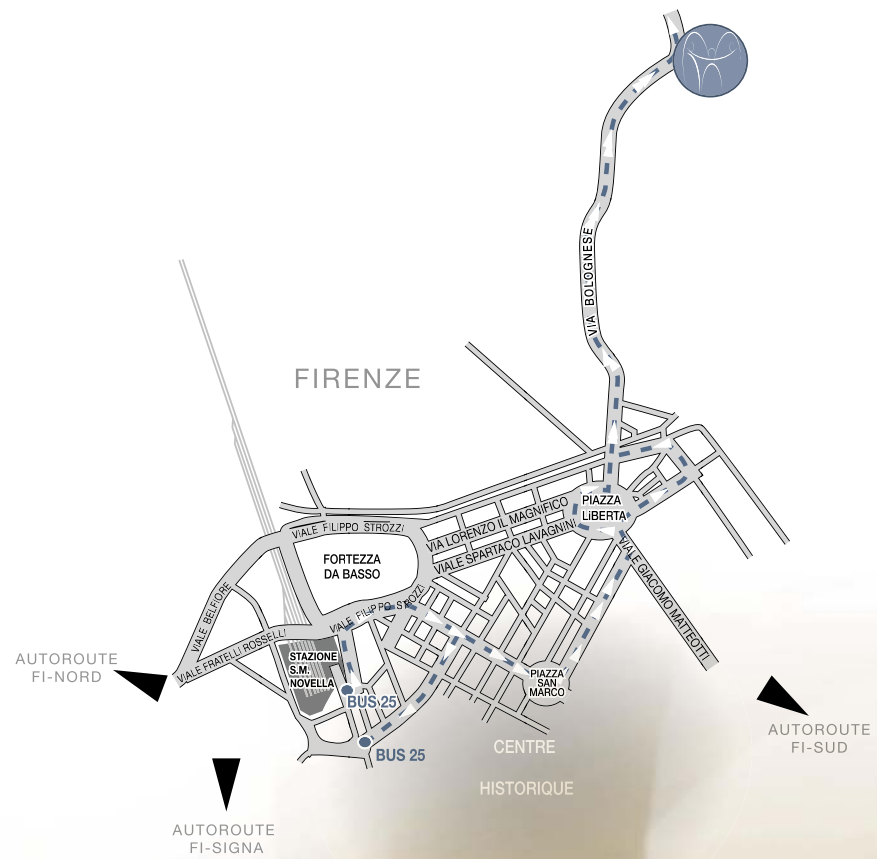 VIA BOLOGNESE
FIRENZE
PIAZZA
LIBERTA
VIALE FILIPPO STROZZI
VIA LORENZO IL MAGNIFICO
VIALE SPARTACO LAVAGNINI
FORTEZZA
DA BASSO
VIALE GIACOMO MATTEOTTI
VIALE BELFIORE
VIALE FILIPPO STROZZI
VIALE FRATELLI ROSSELLI
AUTOROUTE
FI-NORD
STAZIONE
S.M.
NOVELLA
PIAZZA
SAN
MARCO
BUS 25
BUS 25
CENTRE
HISTORIQUE
AUTOROUTE
FI-SUD
AUTOROUTE
FI-SIGNA